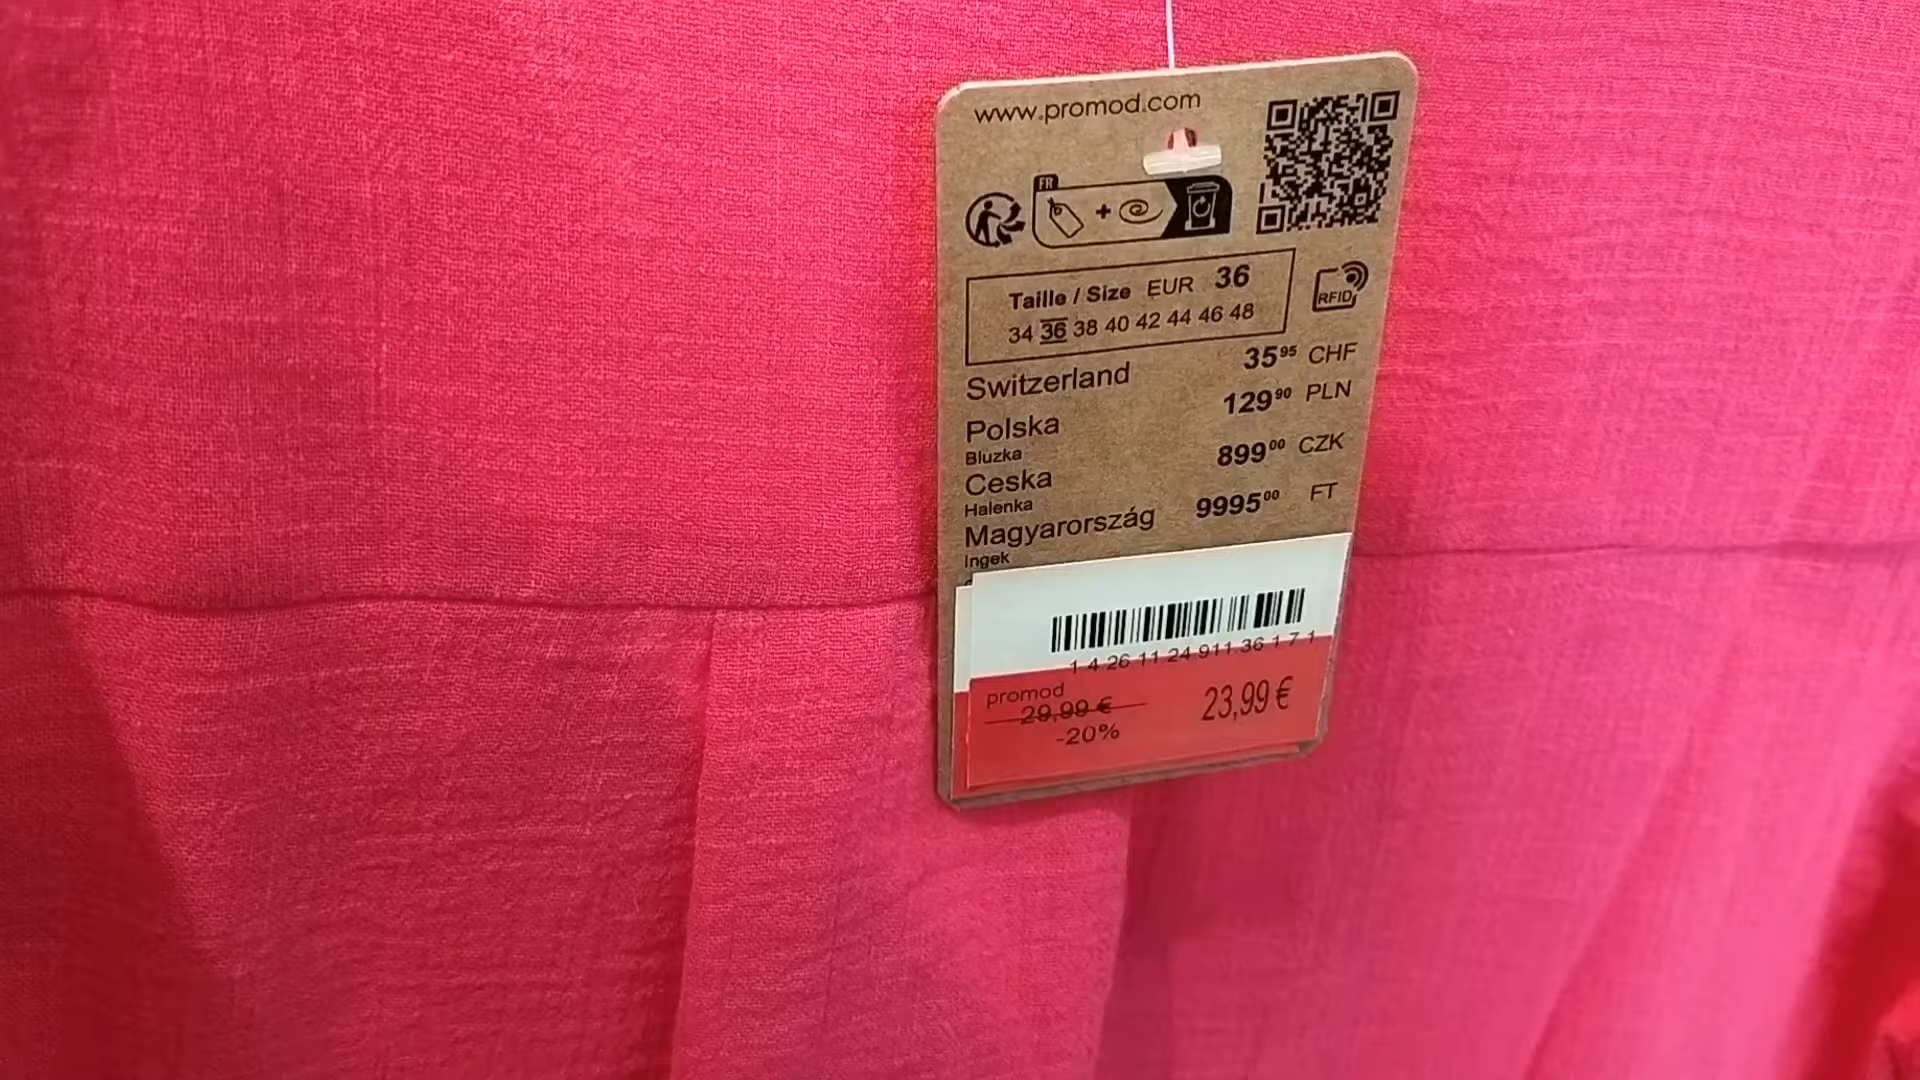 www.promod.com
FR
+
Taille / Size EUR 36
34 36 38 40 42 44 46 48
RFID
Switzerland 35⁹⁵ CHF
Polska 129⁹⁰ PLN
Bluzka
Ceska 899⁰⁰ CZK
Halenka
Magyarország 9995⁰⁰ FT
Ingek
1 4 26 11 24 911 36 1 7 1
promod
29,99 €
-20%
23,99 €